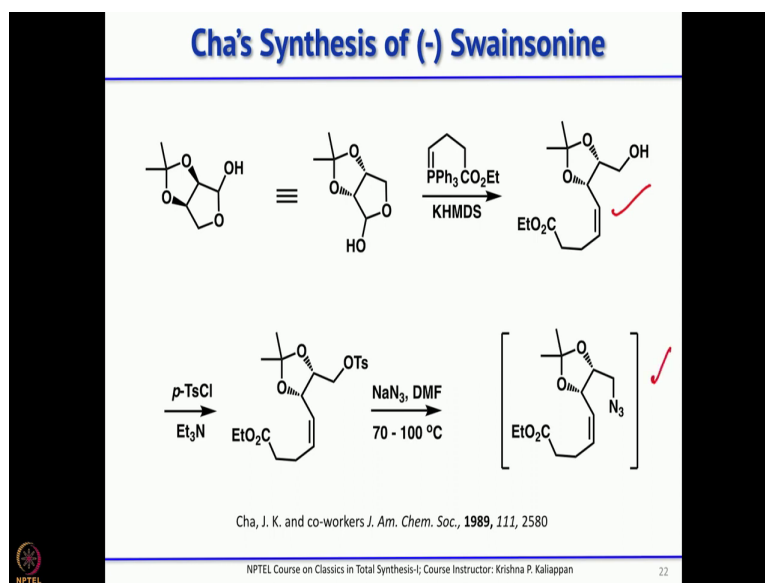 Cha's Synthesis of (-) Swainsonine
O
OH
O
O
≡
O
O
O
HO
PPh₃ CO₂Et
KHMDS
O
OH
O
EtO₂C
p-TsCl
Et₃N
O
OTs
O
EtO₂C
NaN₃, DMF
70 - 100 ºC
O
O
N₃
EtO₂C
Cha, J. K. and co-workers J. Am. Chem. Soc., 1989, 111, 2580
NPTEL Course on Classics in Total Synthesis-I; Course Instructor: Krishna P. Kaliappan
22
NPTEL